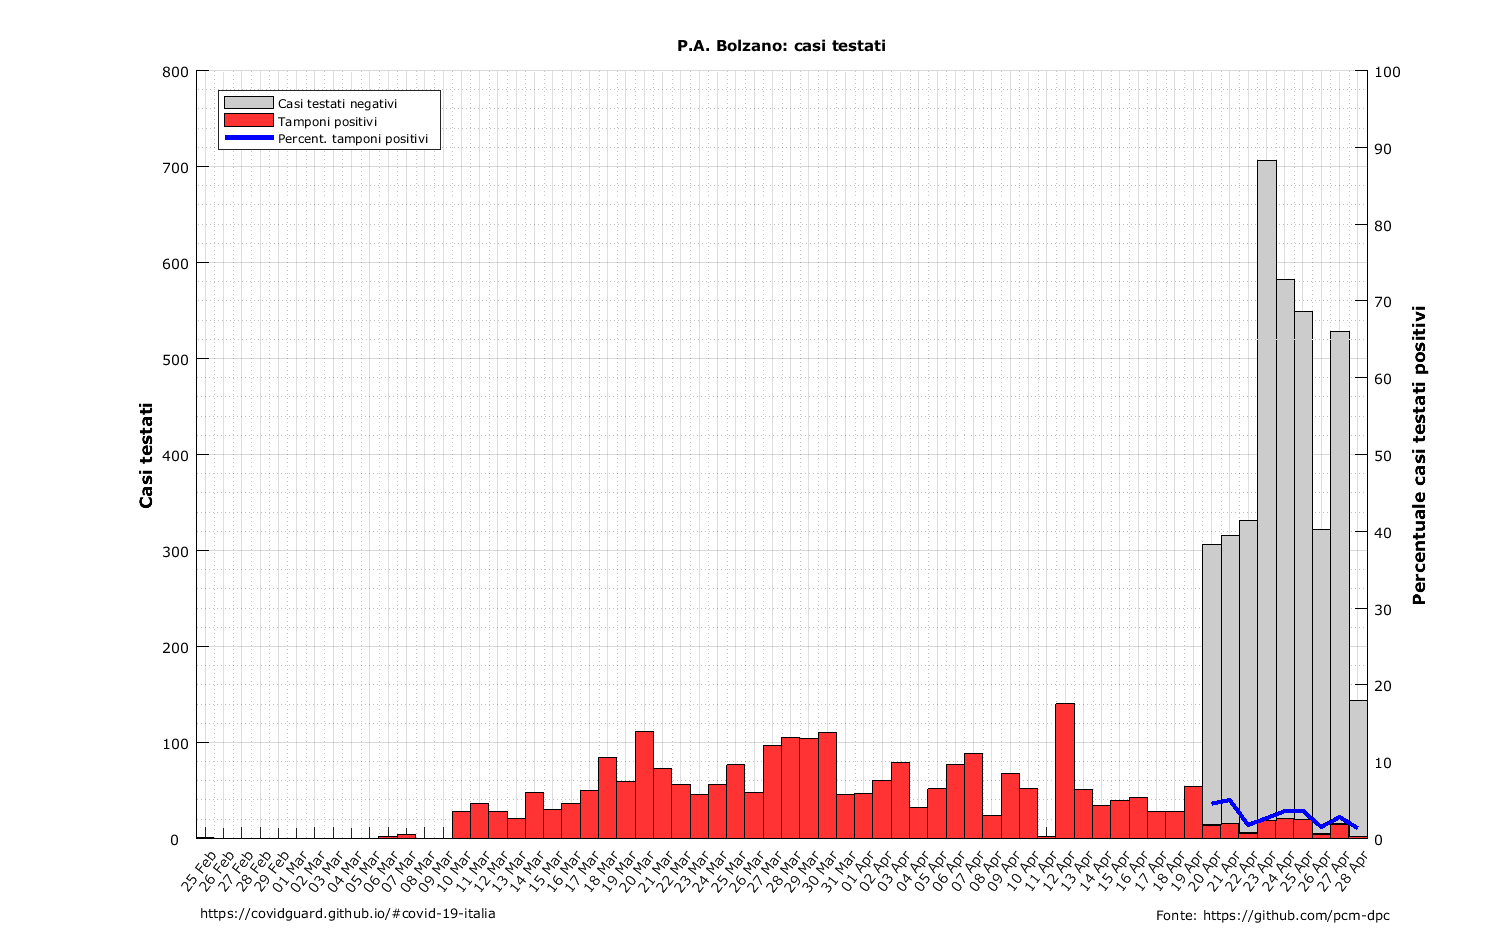 P.A. Bolzano: casi testati
Casi testati negativi
Tamponi positivi
Percent. tamponi positivi
Casi testati
800
700
600
500
400
300
200
100
0
Percentuale casi testati positivi
100
90
80
70
60
50
40
30
20
10
0
25 Feb
26 Feb
27 Feb
28 Feb
29 Feb
01 Mar
02 Mar
03 Mar
04 Mar
05 Mar
06 Mar
07 Mar
08 Mar
09 Mar
10 Mar
11 Mar
12 Mar
13 Mar
14 Mar
15 Mar
16 Mar
17 Mar
18 Mar
19 Mar
20 Mar
21 Mar
22 Mar
23 Mar
24 Mar
25 Mar
26 Mar
27 Mar
28 Mar
29 Mar
30 Mar
31 Mar
01 Apr
02 Apr
03 Apr
04 Apr
05 Apr
06 Apr
07 Apr
08 Apr
09 Apr
10 Apr
11 Apr
12 Apr
13 Apr
14 Apr
15 Apr
16 Apr
17 Apr
18 Apr
19 Apr
20 Apr
21 Apr
22 Apr
23 Apr
24 Apr
25 Apr
26 Apr
27 Apr
28 Apr
https://covidguard.github.io/#covid-19-italia
Fonte: https://github.com/pcm-dpc